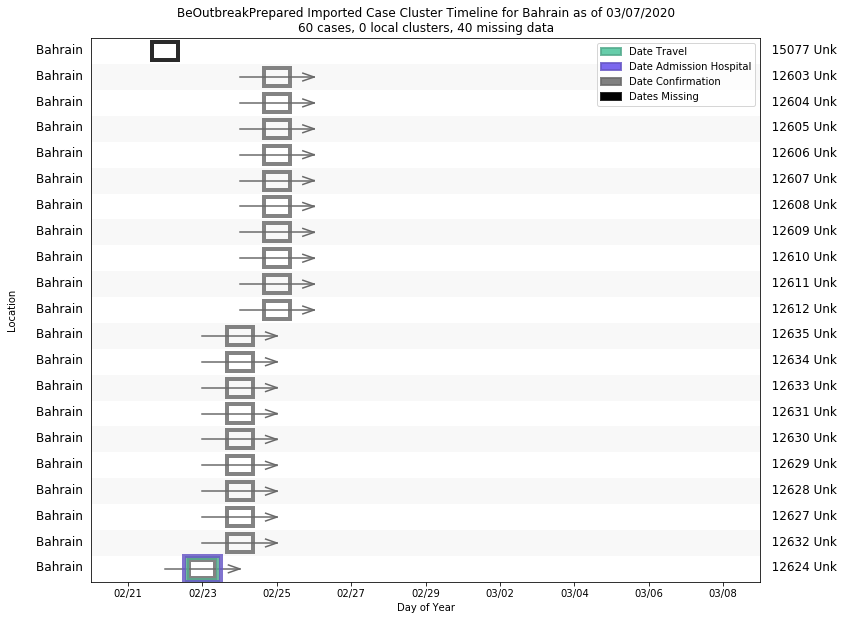 BeOutbreakPrepared Imported Case Cluster Timeline for Bahrain as of 03/07/2020
60 cases, 0 local clusters, 40 missing data
Date Travel
Date Admission Hospital
Date Confirmation
Dates Missing
Bahrain 15077 Unk
Bahrain 12603 Unk
Bahrain 12604 Unk
Bahrain 12605 Unk
Bahrain 12606 Unk
Bahrain 12607 Unk
Bahrain 12608 Unk
Bahrain 12609 Unk
Bahrain 12610 Unk
Bahrain 12611 Unk
Bahrain 12612 Unk
Bahrain 12635 Unk
Bahrain 12634 Unk
Bahrain 12633 Unk
Bahrain 12631 Unk
Bahrain 12630 Unk
Bahrain 12629 Unk
Bahrain 12628 Unk
Bahrain 12627 Unk
Bahrain 12632 Unk
Bahrain 12624 Unk
Location
02/21 02/23 02/25 02/27 02/29 03/02 03/04 03/06 03/08
Day of Year